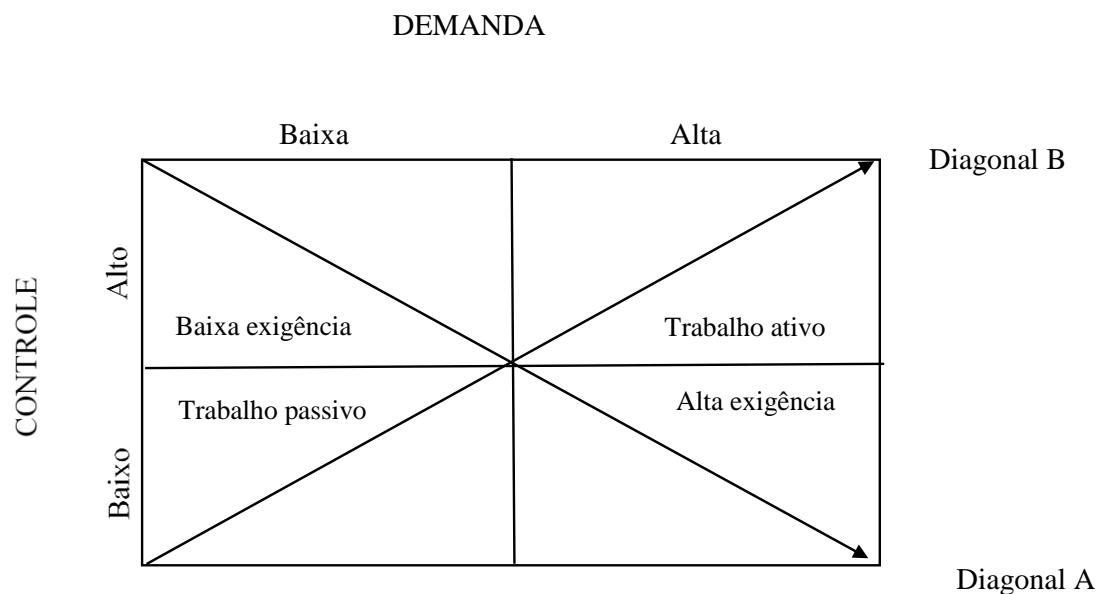 DEMANDA
Baixa
Alta
Diagonal B
Alto
CONTROLE
Baixa exigência
Trabalho ativo
Trabalho passivo
Alta exigência
Baixo
Diagonal A